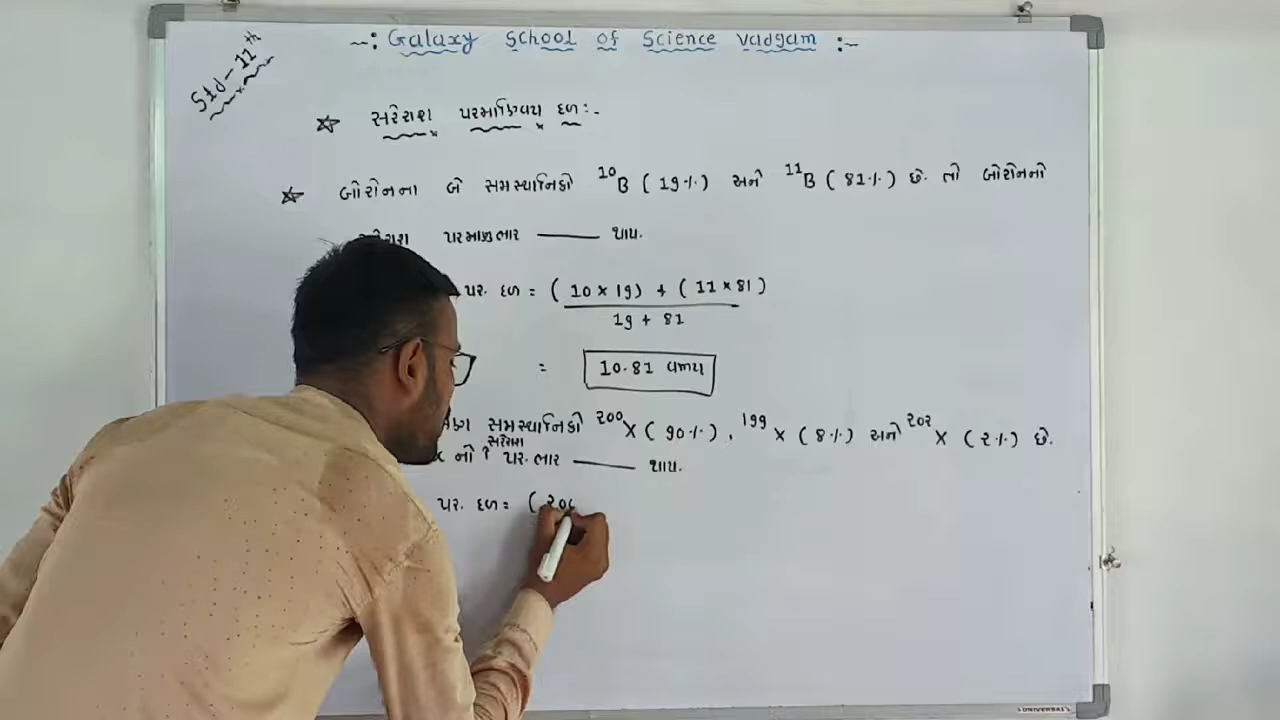 -: Galaxy School of Science Vadgam :-
Std-11th
☆ સરેરાશ પરમાણ્વિય દળ :-
☆ બોરોનના બે સમસ્થાનિકો 10B (19%) અને 11B (81%) છે. તો બોરોનનો
પરમાણુભાર ——— થાય.
પર. દળ = (10 × 19) + (11 × 81)
19 + 81
= 10.81 થાય
સમસ્થાનિકો 200X (90%), 199X (8%) અને 202X (2%) છે.
નો ↑ સરેરાશ પર. ભાર ——— થાય.
પર. દળ = ( 200
UNIVERSAL